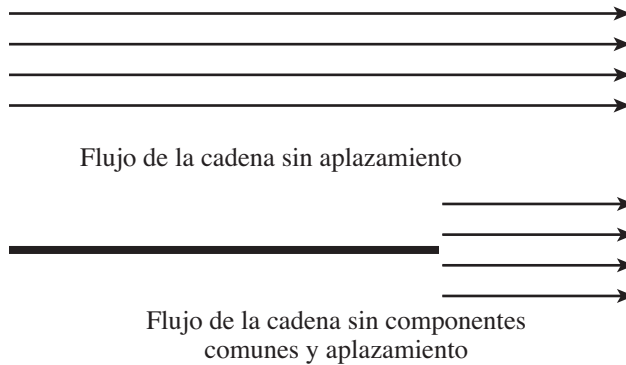 Flujo de la cadena sin aplazamiento
Flujo de la cadena sin componentes
comunes y aplazamiento